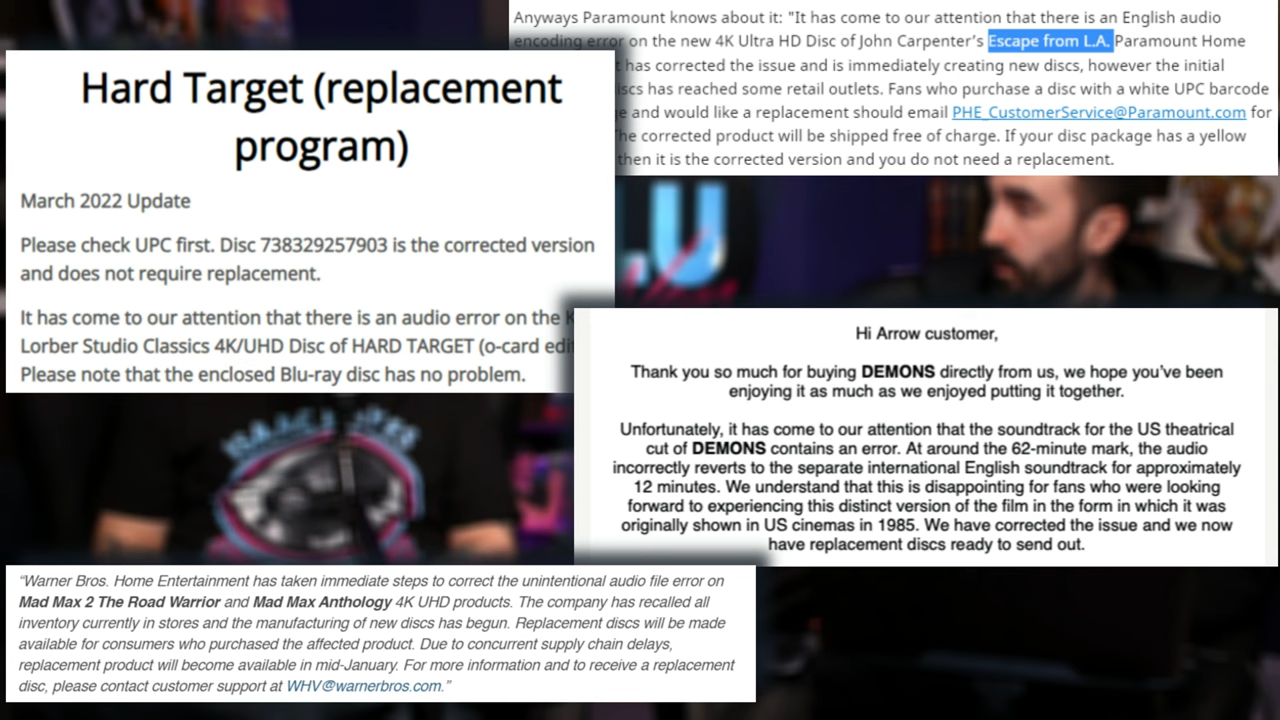 Anyways Paramount knows about it: "It has come to our attention that there is an English audio
encoding error on the new 4K Ultra HD Disc of John Carpenter's Escape from L.A. Paramount Home
has corrected the issue and is immediately creating new discs, however the initial
discs has reached some retail outlets. Fans who purchase a disc with a white UPC barcode
and would like a replacement should email PHE_CustomerService@Paramount.com for
The corrected product will be shipped free of charge. If your disc package has a yellow
then it is the corrected version and you do not need a replacement.
Hard Target (replacement
program)
March 2022 Update
Please check UPC first. Disc 738329257903 is the corrected version
and does not require replacement.
It has come to our attention that there is an audio error on the
Lorber Studio Classics 4K/UHD Disc of HARD TARGET (o-card
Please note that the enclosed Blu-ray disc has no problem.
Hi Arrow customer,
Thank you so much for buying DEMONS directly from us, we hope you've been
enjoying it as much as we enjoyed putting it together.
Unfortunately, it has come to our attention that the soundtrack for the US theatrical
cut of DEMONS contains an error. At around the 62-minute mark, the audio
incorrectly reverts to the separate international English soundtrack for approximately
12 minutes. We understand that this is disappointing for fans who were looking
forward to experiencing this distinct version of the film in the form in which it was
originally shown in US cinemas in 1985. We have corrected the issue and we now
have replacement discs ready to send out.
"Warner Bros. Home Entertainment has taken immediate steps to correct the unintentional audio file error on
Mad Max 2 The Road Warrior and Mad Max Anthology 4K UHD products. The company has recalled all
inventory currently in stores and the manufacturing of new discs has begun. Replacement discs will be made
available for consumers who purchased the affected product. Due to concurrent supply chain delays,
replacement product will become available in mid-January. For more information and to receive a replacement
disc, please contact customer support at WHV@warnerbros.com."